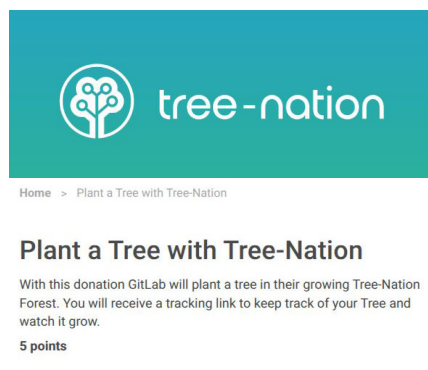 tree-nation
Home > Plant a Tree with Tree-Nation
Plant a Tree with Tree-Nation
With this donation GitLab will plant a tree in their growing Tree-Nation
Forest. You will receive a tracking link to keep track of your Tree and
watch it grow.
5 points